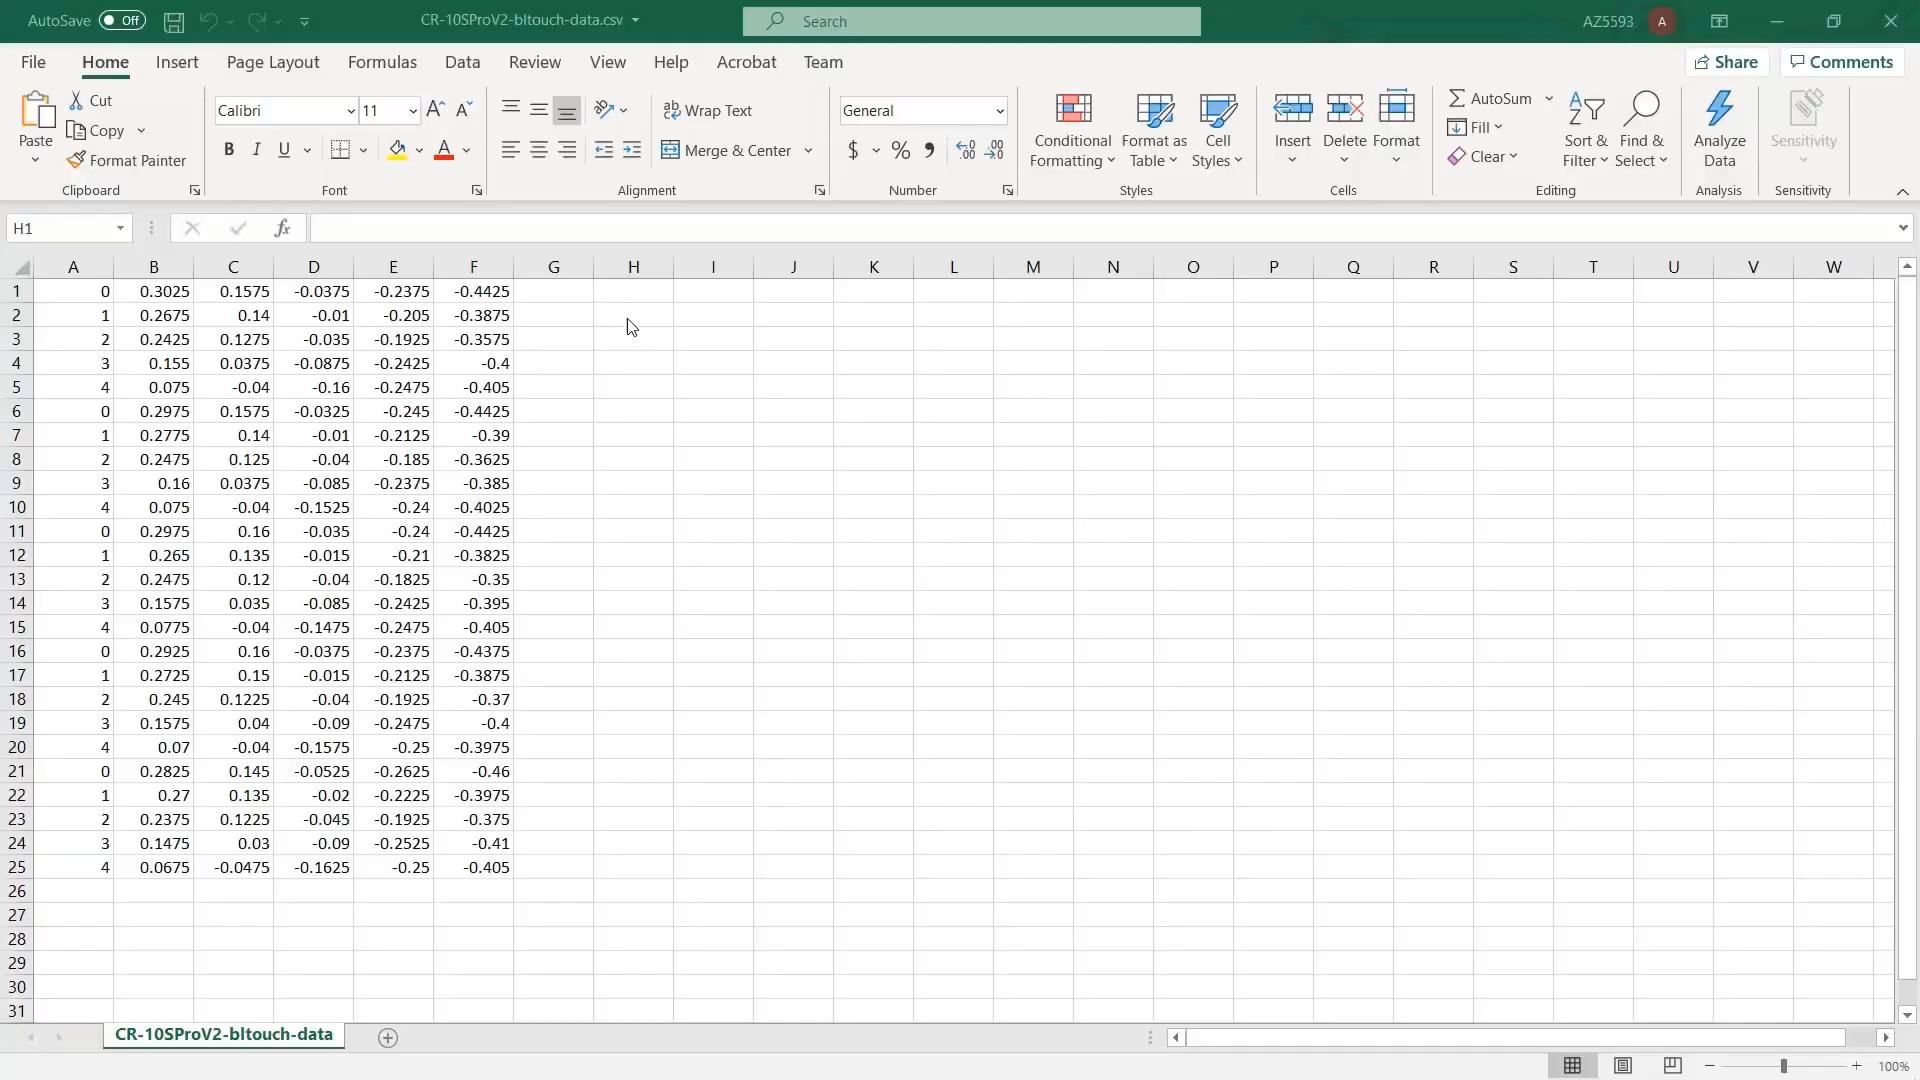 AutoSave Off CR-10SProV2-bltouch-data.csv Search AZ5593 A
File Home Insert Page Layout Formulas Data Review View Help Acrobat Team Share Comments
Paste
Cut
Copy
Format Painter
Clipboard
Calibri 11
B I U
Font
Wrap Text
Merge & Center
Alignment
General
$ % 9
Number
Conditional Formatting
Format as Table
Cell Styles
Styles
Insert Delete Format
Cells
AutoSum
Fill
Clear
Sort & Filter
Find & Select
Editing
Analyze Data
Analysis
Sensitivity
Sensitivity
H1 fx
A B C D E F G H I J K L M N O P Q R S T U V W
1 0 0.3025 0.1575 -0.0375 -0.2375 -0.4425
2 1 0.2675 0.14 -0.01 -0.205 -0.3875
3 2 0.2425 0.1275 -0.035 -0.1925 -0.3575
4 3 0.155 0.0375 -0.0875 -0.2425 -0.4
5 4 0.075 -0.04 -0.16 -0.2475 -0.405
6 0 0.2975 0.1575 -0.0325 -0.245 -0.4425
7 1 0.2775 0.14 -0.01 -0.2125 -0.39
8 2 0.2475 0.125 -0.04 -0.185 -0.3625
9 3 0.16 0.0375 -0.085 -0.2375 -0.385
10 4 0.075 -0.04 -0.1525 -0.24 -0.4025
11 0 0.2975 0.16 -0.035 -0.24 -0.4425
12 1 0.265 0.135 -0.015 -0.21 -0.3825
13 2 0.2475 0.12 -0.04 -0.1825 -0.35
14 3 0.1575 0.035 -0.085 -0.2425 -0.395
15 4 0.0775 -0.04 -0.1475 -0.2475 -0.405
16 0 0.2925 0.16 -0.0375 -0.2375 -0.4375
17 1 0.2725 0.15 -0.015 -0.2125 -0.3875
18 2 0.245 0.1225 -0.04 -0.1925 -0.37
19 3 0.1575 0.04 -0.09 -0.2475 -0.4
20 4 0.07 -0.04 -0.1575 -0.25 -0.3975
21 0 0.2825 0.145 -0.0525 -0.2625 -0.46
22 1 0.27 0.135 -0.02 -0.2225 -0.3975
23 2 0.2375 0.1225 -0.045 -0.1925 -0.375
24 3 0.1475 0.03 -0.09 -0.2525 -0.41
25 4 0.0675 -0.0475 -0.1625 -0.25 -0.405
26
27
28
29
30
31
CR-10SProV2-bltouch-data
100%